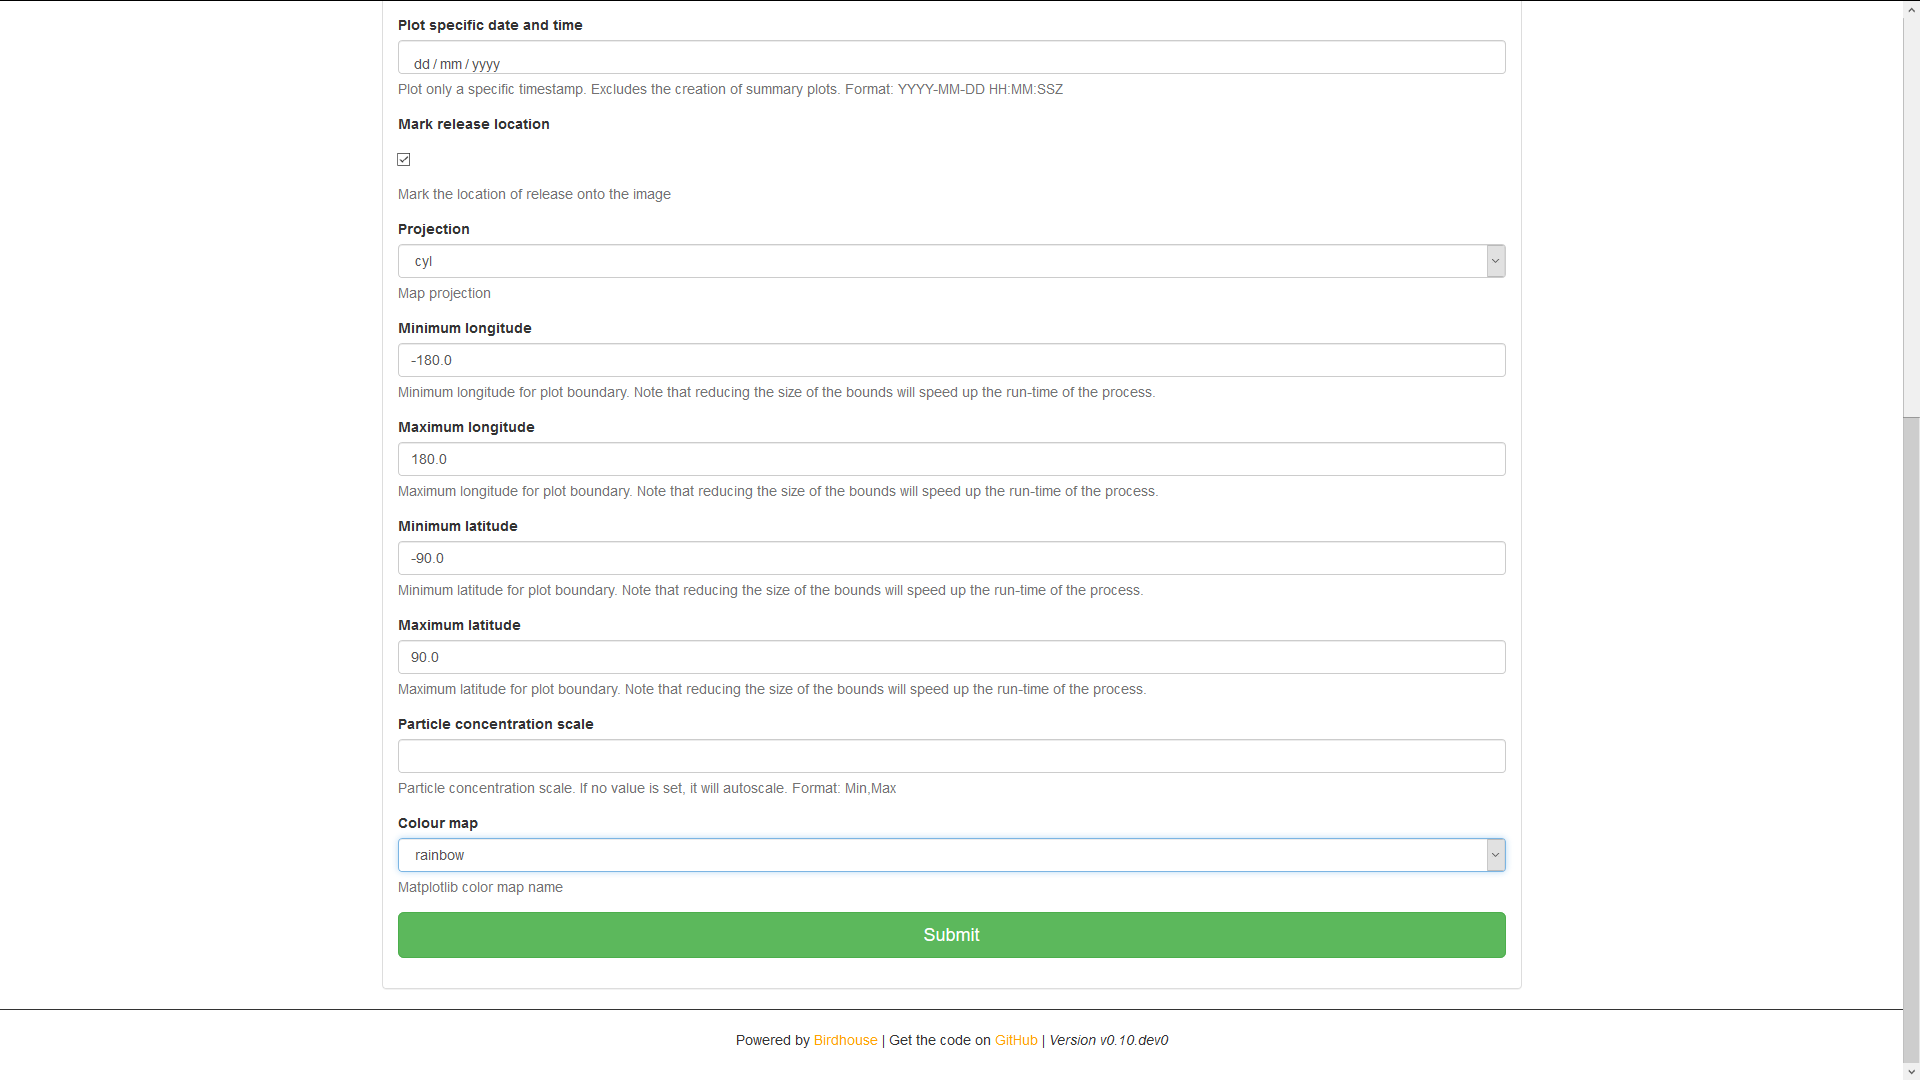 Plot specific date and time
dd / mm / yyyy
Plot only a specific timestamp. Excludes the creation of summary plots. Format: YYYY-MM-DD HH:MM:SSZ
Mark release location
Mark the location of release onto the image
Projection
cyl
Map projection
Minimum longitude
-180.0
Minimum longitude for plot boundary. Note that reducing the size of the bounds will speed up the run-time of the process.
Maximum longitude
180.0
Maximum longitude for plot boundary. Note that reducing the size of the bounds will speed up the run-time of the process.
Minimum latitude
-90.0
Minimum latitude for plot boundary. Note that reducing the size of the bounds will speed up the run-time of the process.
Maximum latitude
90.0
Maximum latitude for plot boundary. Note that reducing the size of the bounds will speed up the run-time of the process.
Particle concentration scale
Particle concentration scale. If no value is set, it will autoscale. Format: Min,Max
Colour map
rainbow
Matplotlib color map name
Submit
Powered by Birdhouse | Get the code on GitHub | Version v0.10.dev0